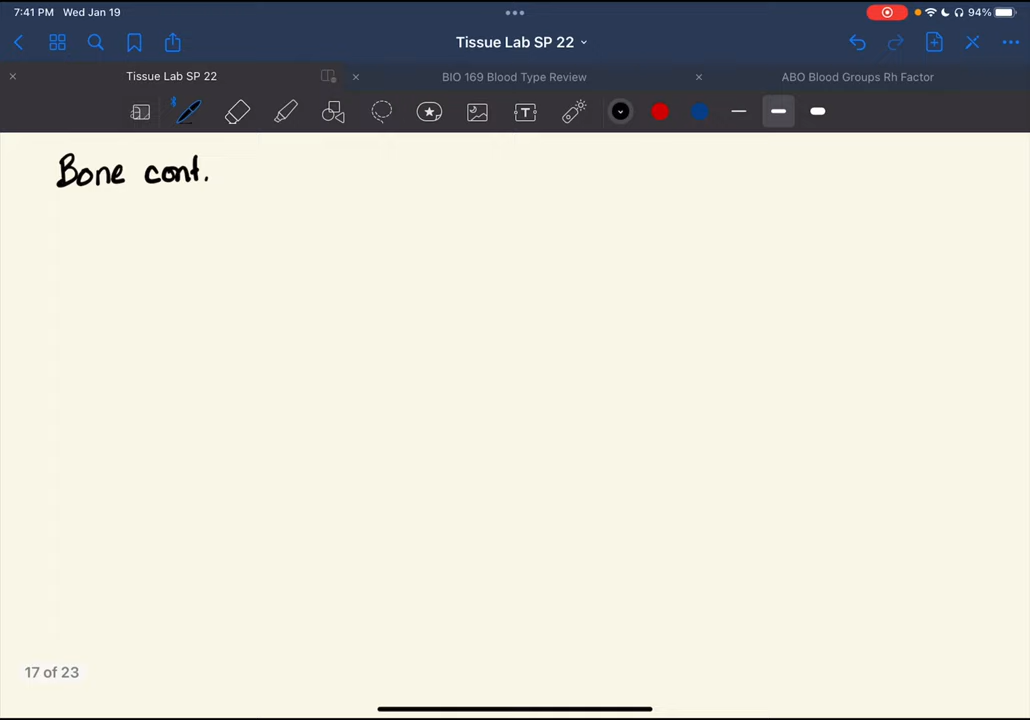 7:41 PM Wed Jan 19
94%
Tissue Lab SP 22
Tissue Lab SP 22
BIO 169 Blood Type Review
ABO Blood Groups Rh Factor
T
Bone cont.
17 of 23